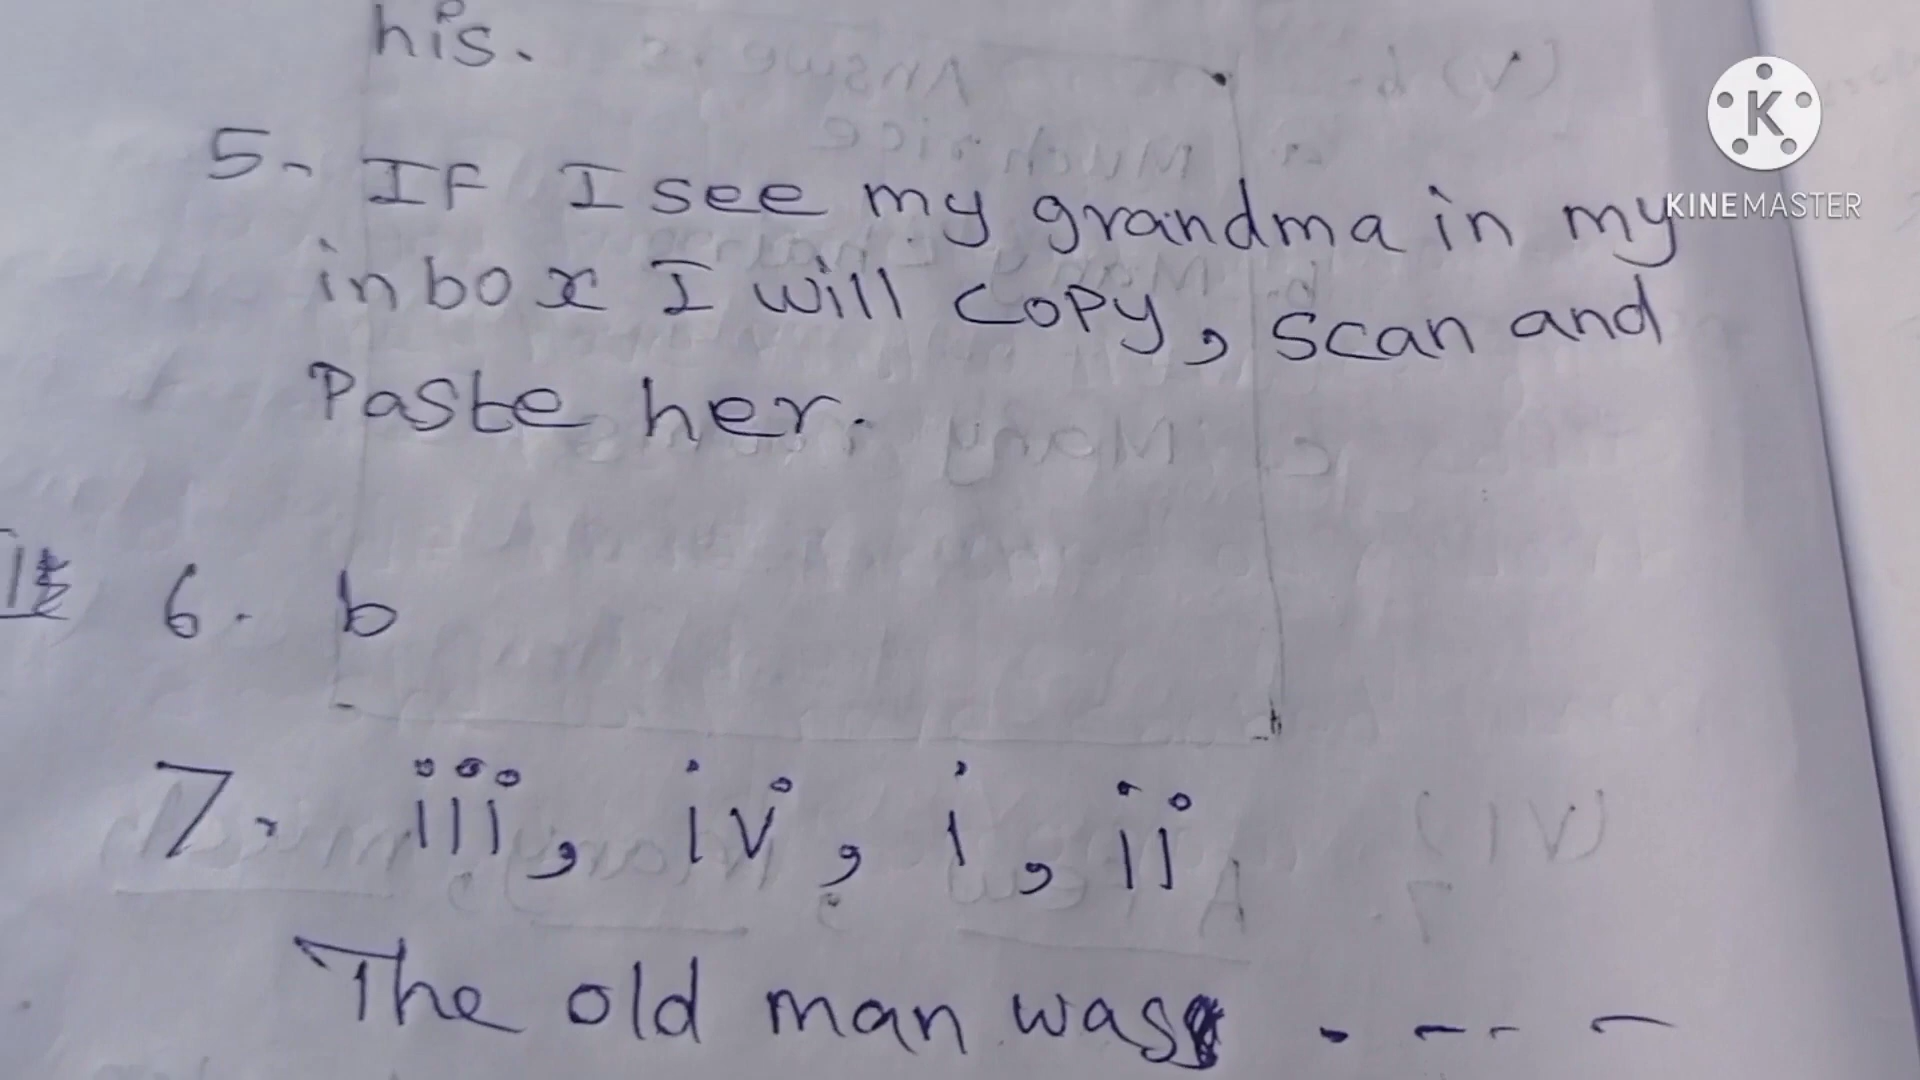 his.
5. If I see my grandma in my
inbox I will copy, scan and
Paste her.
6. b
7. iii, iv, i, ii
The old man was . - - - -
K
KINEMASTER